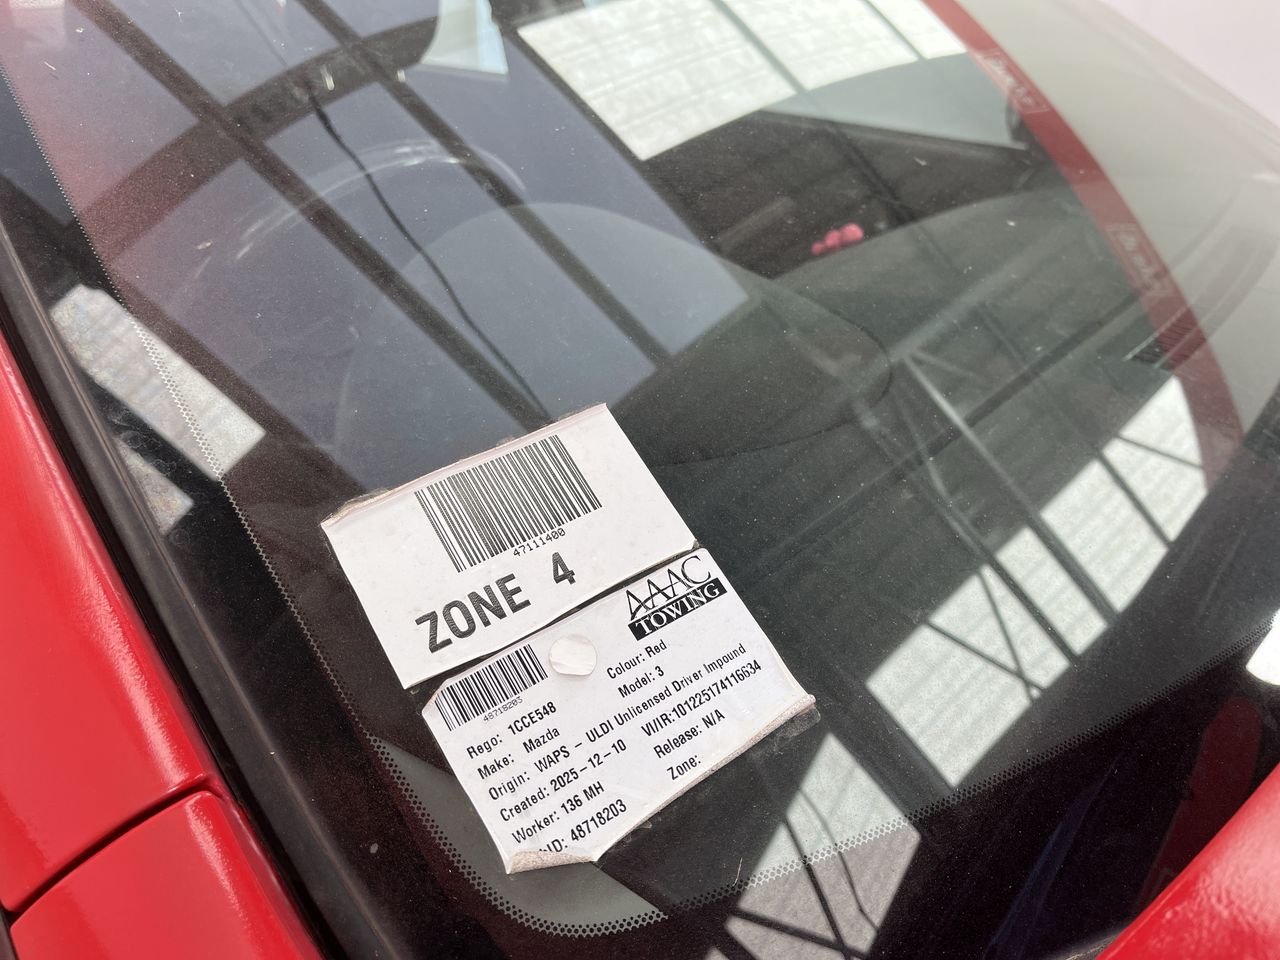 47111400
ZONE 4
AAAC
TOWING
48718203
Rego: 1CCE548
Colour: Red
Make: Mazda
Model: 3
Origin: WAPS - ULDI Unlicensed Driver Impound
Created: 2025-12-10
VI/IR:101225174116634
Worker: 136 MH
Release: N/A
ID: 48718203
Zone: